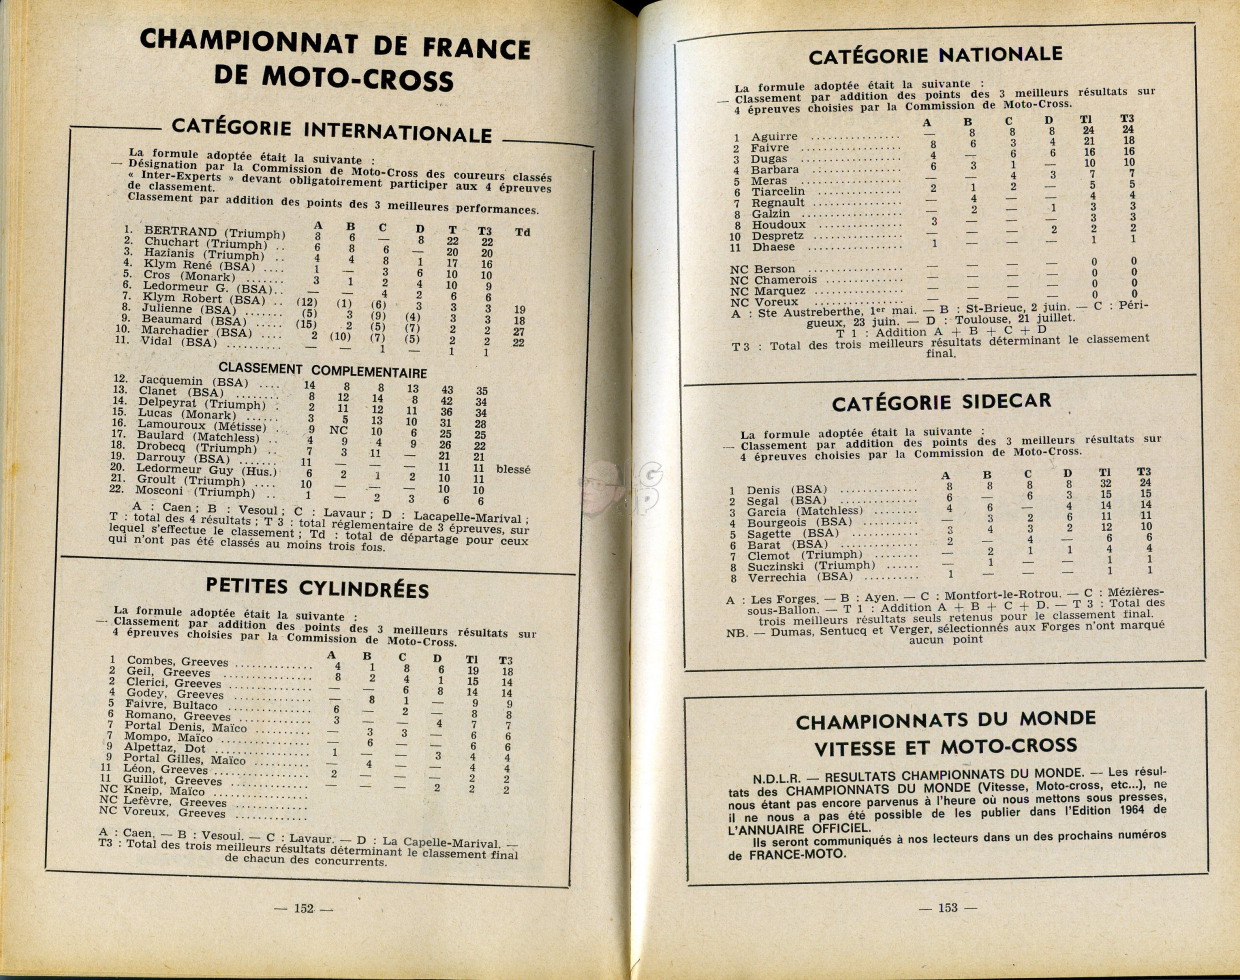 CHAMPIONNAT DE FRANCE
DE MOTO-CROSS
CATÉGORIE INTERNATIONALE
La formule adoptée était la suivante :
— Désignation par la Commission de Moto-Cross des coureurs classés
« Inter-Experts » devant obligatoirement participer aux 4 épreuves
de classement.
Classement par addition des points des 3 meilleures performances.
A B C D T T3 Td
1. BERTRAND (Triumph) 8 6 — 8 22 22
2. Chuchart (Triumph) .. 6 8 6 — 20 20
3. Hazianis (Triumph) .. 4 4 8 1 17 16
4. Klym René (BSA) .... 1 — 3 6 10 10
5. Cros (Monark) ...... 3 1 2 4 10 9
6. Ledormeur G. (BSA).. — — 4 2 6 6
7. Klym Robert (BSA) .. (12) (1) (6) 3 3 3 19
8. Julienne (BSA) ....... (5) 3 (9) (4) 3 3 18
9. Beaumard (BSA) ..... (15) 2 (5) (7) 2 2 27
10. Marchadier (BSA) .... 2 (10) (7) (5) 2 2 22
11. Vidal (BSA) .......... — — 1 — 1 1
CLASSEMENT COMPLEMENTAIRE
12. Jacquemin (BSA) .... 14 8 8 13 43 35
13. Clanet (BSA) ........ 8 12 14 8 42 34
14. Delpeyrat (Triumph) . 2 11 12 11 36 34
15. Lucas (Monark) ...... 3 5 13 10 31 28
16. Lamouroux (Métisse) . 9 NC 10 6 25 25
17. Baulard (Matchless) .. 4 9 4 9 26 22
18. Drobecq (Triumph) .. 7 3 11 — 21 21
19. Darrouy (BSA) ....... 11 — — — 11 11 blessé
20. Ledormeur Guy (Hus.) 6 2 1 2 10 11
21. Groult (Triumph) .... 10 — — — 10 10
22. Mosconi (Triumph) .. 1 — 2 3 6 6
A : Caen ; B : Vesoul ; C : Lavaur ; D : Lacapelle-Marival ;
T : total des 4 résultats ; T 3 : total réglementaire de 3 épreuves, sur
lequel s'effectue le classement ; Td : total de départage pour ceux
qui n'ont pas été classés au moins trois fois.
PETITES CYLINDRÉES
La formule adoptée était la suivante :
— Classement par addition des points des 3 meilleurs résultats sur
4 épreuves choisies par la Commission de Moto-Cross.
A B C D T1 T3
1 Combes, Greeves .............. 4 1 8 6 19 18
2 Geil, Greeves ................ 8 2 4 1 15 14
2 Clerici, Greeves ............. — — 6 8 14 14
4 Godey, Greeves ............... — 8 1 — 9 9
5 Faivre, Bultaco .............. 6 — 2 — 8 8
6 Romano, Greeves .............. 3 — — 4 7 7
7 Portal Denis, Maïco .......... — 3 3 — 6 6
7 Mompo, Maïco ................. — 6 — — 6 6
9 Alpettaz, Dot ................ 1 — — 3 4 4
9 Portal Gilles, Maïco ......... — 4 — — 4 4
11 Léon, Greeves ............... 2 — — — 2 2
11 Guillot, Greeves ............ — — — 2 2 2
NC Kneip, Maïco ................
NC Lefèvre, Greeves ............
NC Voreux, Greeves .............
A : Caen. — B : Vesoul. — C : Lavaur. — D : La Capelle-Marival. —
T3 : Total des trois meilleurs résultats déterminant le classement final
de chacun des concurrents.
— 152 —
CATÉGORIE NATIONALE
La formule adoptée était la suivante :
— Classement par addition des points des 3 meilleurs résultats sur
4 épreuves choisies par la Commission de Moto-Cross.
A B C D T1 T3
1 Aguirre ................ — 8 8 8 24 24
2 Faivre ................. 8 6 3 4 21 18
3 Dugas .................. 4 — 6 6 16 16
4 Barbara ................ 6 3 1 — 10 10
5 Meras .................. — — 4 3 7 7
6 Tiarcelin .............. 2 1 2 — 5 5
7 Regnault ............... — 4 — — 4 4
8 Galzin ................. — 2 — 1 3 3
8 Houdoux ................ 3 — — — 3 3
10 Despretz .............. — — — 2 2 2
11 Dhaese ................ 1 — — — 1 1
NC Berson ................ — — — — 0 0
NC Chamerois ............. — — — — 0 0
NC Marquez ............... — — — — 0 0
NC Voreux ................ — — — — 0 0
A : Ste Austreberthe, 1er mai. — B : St-Brieuc, 2 juin. — C : Péri-
gueux, 23 juin. — D : Toulouse, 21 juillet.
T 1 : Addition A + B + C + D
T 3 : Total des trois meilleurs résultats déterminant le classement
final.
CATÉGORIE SIDECAR
La formule adoptée était la suivante :
— Classement par addition des points des 3 meilleurs résultats sur
4 épreuves choisies par la Commission de Moto-Cross.
A B C D T1 T3
1 Denis (BSA) .............. 8 8 8 8 32 24
2 Segal (BSA) .............. 6 — 6 3 15 15
3 Garcia (Matchless) ....... 4 6 — 4 14 14
4 Bourgeois (BSA) .......... — 3 2 6 11 11
5 Sagette (BSA) ............ 3 4 3 2 12 10
6 Barat (BSA) .............. 2 — 4 — 6 6
7 Clemot (Triumph) ........ — 2 1 1 4 4
8 Suczinski (Triumph) ...... — 1 — — 1 1
8 Verrechia (BSA) .......... 1 — — — 1 1
A : Les Forges. — B : Ayen. — C : Montfort-le-Rotrou. — C : Mézières-
sous-Ballon. — T 1 : Addition A + B + C + D. — T 3 : Total des
trois meilleurs résultats seuls retenus pour le classement final.
NB. — Dumas, Sentucq et Verger, sélectionnés aux Forges n'ont marqué
aucun point
CHAMPIONNATS DU MONDE
VITESSE ET MOTO-CROSS
N.D.L.R. — RESULTATS CHAMPIONNATS DU MONDE. — Les résul-
tats des CHAMPIONNATS DU MONDE (Vitesse, Moto-cross, etc...), ne
nous étant pas encore parvenus à l'heure où nous mettons sous presses,
il ne nous a pas été possible de les publier dans l'Edition 1964 de
L'ANNUAIRE OFFICIEL.
Ils seront communiqués à nos lecteurs dans un des prochains numéros
de FRANCE-MOTO.
— 153 —